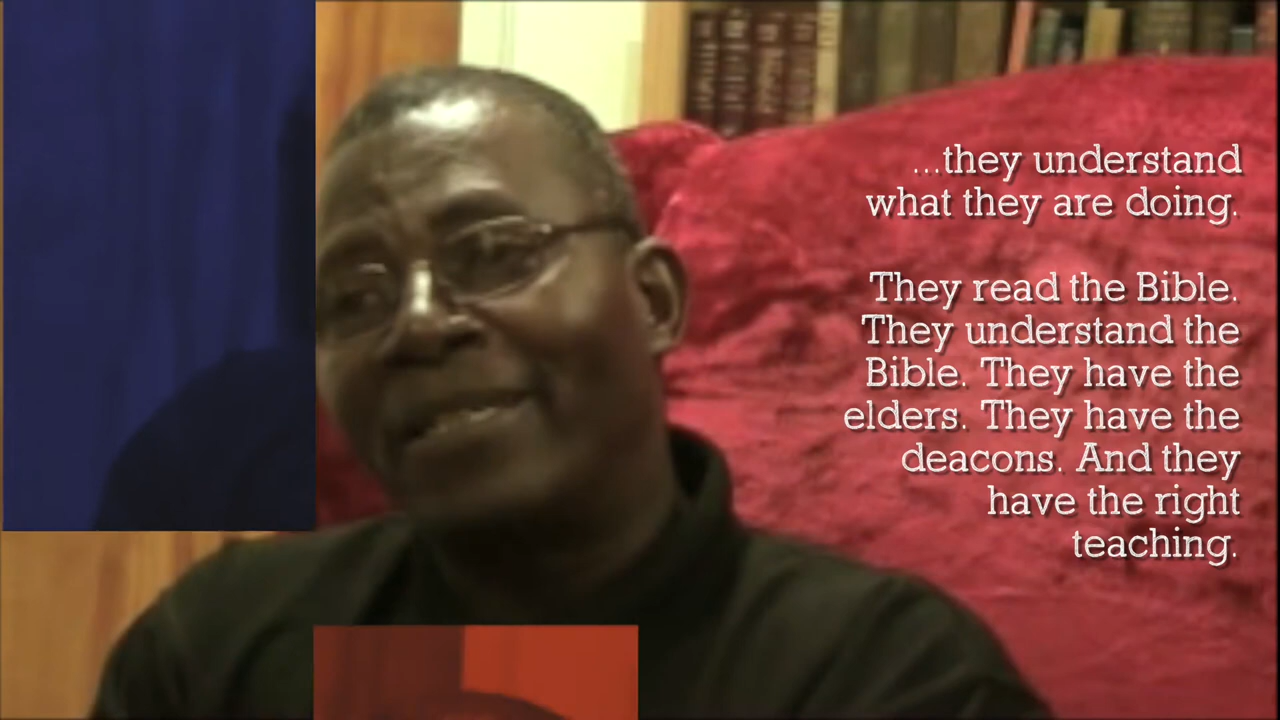 ...they understand
what they are doing.
They read the Bible.
They understand the
Bible. They have the
elders. They have the
deacons. And they
have the right
teaching.